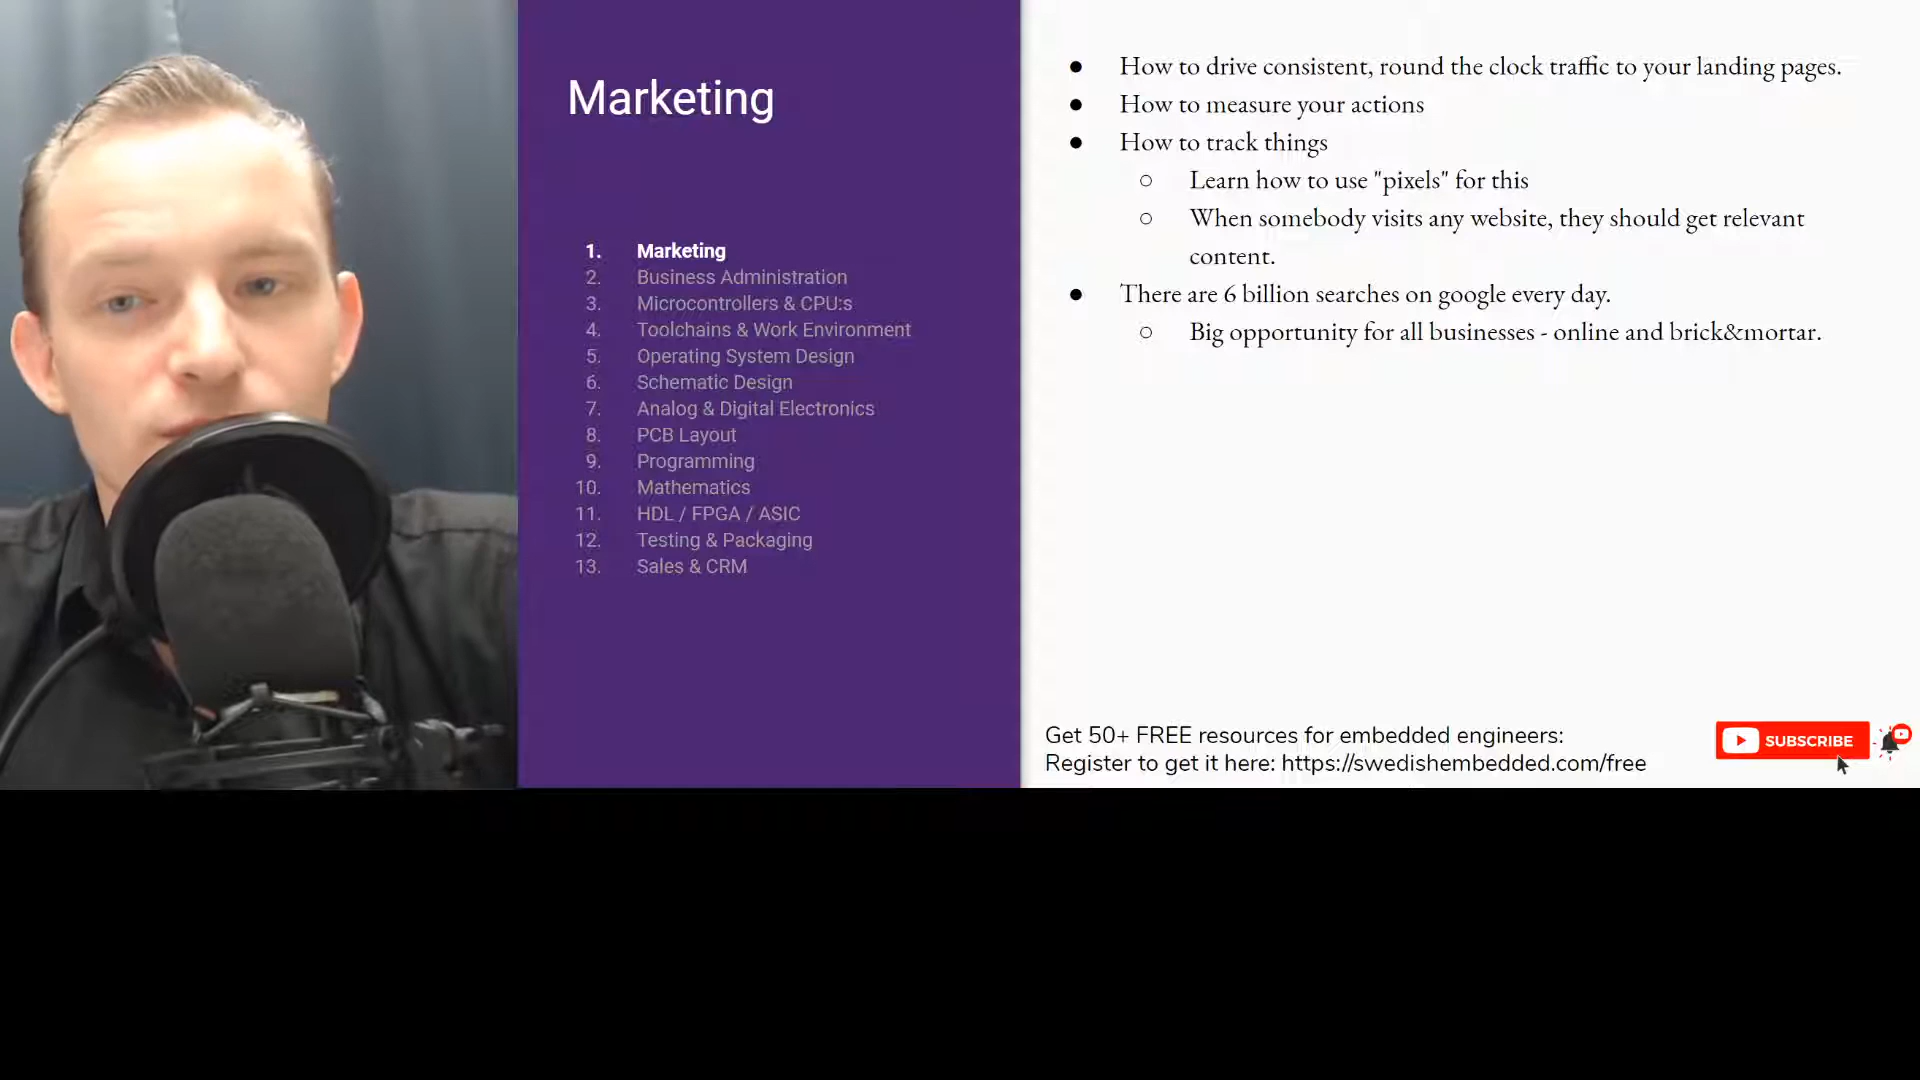 Marketing
1. Marketing
2. Business Administration
3. Microcontrollers & CPU:s
4. Toolchains & Work Environment
5. Operating System Design
6. Schematic Design
7. Analog & Digital Electronics
8. PCB Layout
9. Programming
10. Mathematics
11. HDL / FPGA / ASIC
12. Testing & Packaging
13. Sales & CRM
● How to drive consistent, round the clock traffic to your landing pages.
● How to measure your actions
● How to track things
○ Learn how to use "pixels" for this
○ When somebody visits any website, they should get relevant
content.
● There are 6 billion searches on google every day.
○ Big opportunity for all businesses - online and brick&mortar.
Get 50+ FREE resources for embedded engineers:
Register to get it here: https://swedishembedded.com/free
SUBSCRIBE